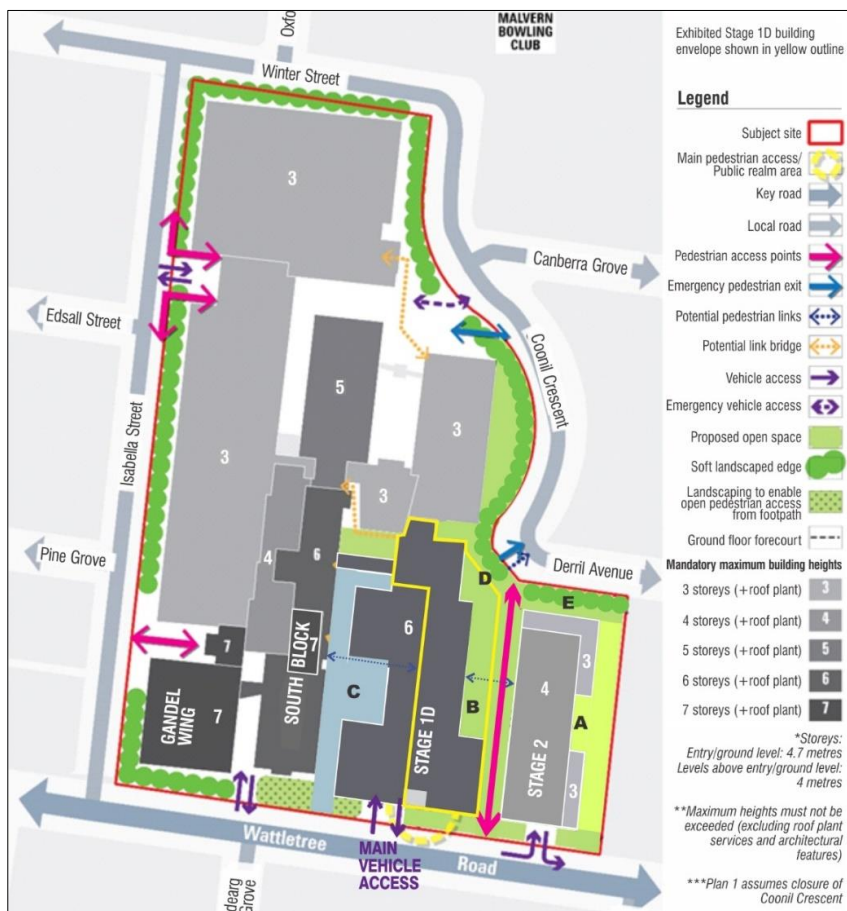 MALVERN
BOWLING
CLUB
Exhibited Stage 1D building
envelope shown in yellow outline
Oxfo
Winter Street
Legend
Subject site
Main pedestrian access/
Public realm area
Key road
Local road
Pedestrian access points
Emergency pedestrian exit
Potential pedestrian links
Potential link bridge
Vehicle access
Emergency vehicle access
Proposed open space
Soft landscaped edge
Landscaping to enable
open pedestrian access
from footpath
Ground floor forecourt
Mandatory maximum building heights
3 storeys (+roof plant) 3
4 storeys (+roof plant) 4
5 storeys (+roof plant) 5
6 storeys (+roof plant) 6
7 storeys (+roof plant) 7
*Storeys:
Entry/ground level: 4.7 metres
Levels above entry/ground level:
4 metres
**Maximum heights must not be
exceeded (excluding roof plant
services and architectural
features)
***Plan 1 assumes closure of
Coonil Crescent
3
Canberra Grove
Edsall Street
Coonil Crescent
Isabella Street
5
3
3
3
4
6
Pine Grove
Derril Avenue
D
E
6
7
7
SOUTH BLOCK
3
4
C
B
A
GANDEL
WING
7
STAGE 1D
STAGE 2
3
Wattletree Road
MAIN
VEHICLE
ACCESS
dearg
Grove